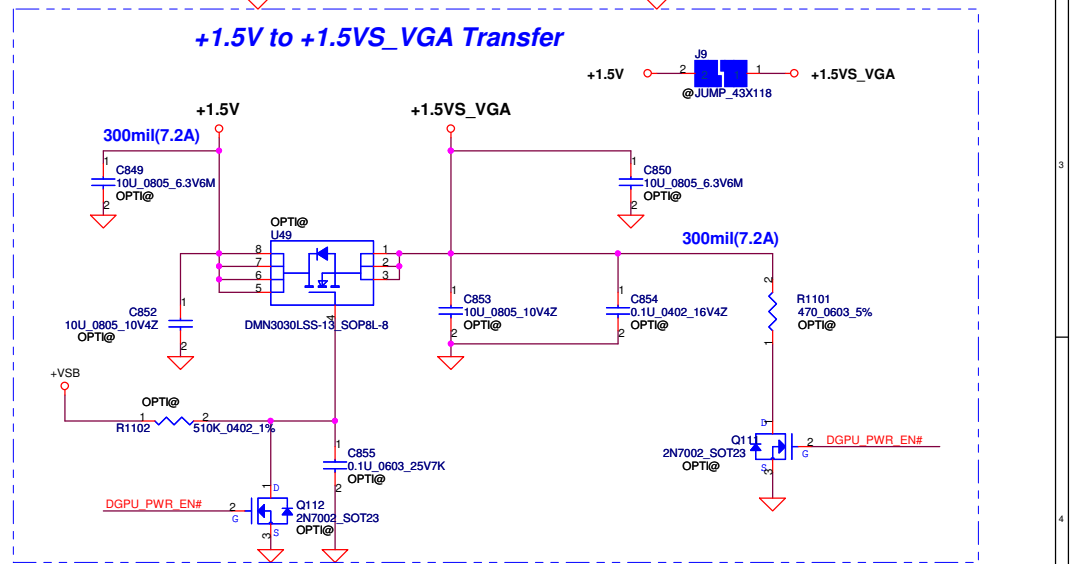 +1.5V to +1.5VS_VGA Transfer
J9
+1.5V
2
2
1
1
+1.5VS_VGA
@JUMP_43X118
+1.5V
+1.5VS_VGA
300mil(7.2A)
1
C849
10U_0805_6.3V6M
OPTI@
2
1
C850
10U_0805_6.3V6M
OPTI@
2
3
OPTI@
U49
8
7
6
5
1
2
3
4
DMN3030LSS-13_SOP8L-8
300mil(7.2A)
1
C852
10U_0805_10V4Z
OPTI@
2
1
C853
10U_0805_10V4Z
OPTI@
2
1
C854
0.1U_0402_16V4Z
OPTI@
2
2
R1101
470_0603_5%
OPTI@
1
+VSB
OPTI@
1
2
R1102
510K_0402_1%
1
C855
0.1U_0603_25V7K
OPTI@
2
D
1
Q111
2N7002_SOT23
OPTI@
2
G
DGPU_PWR_EN#
S
3
DGPU_PWR_EN#
2
G
1
D
Q112
2N7002_SOT23
OPTI@
3
S
4